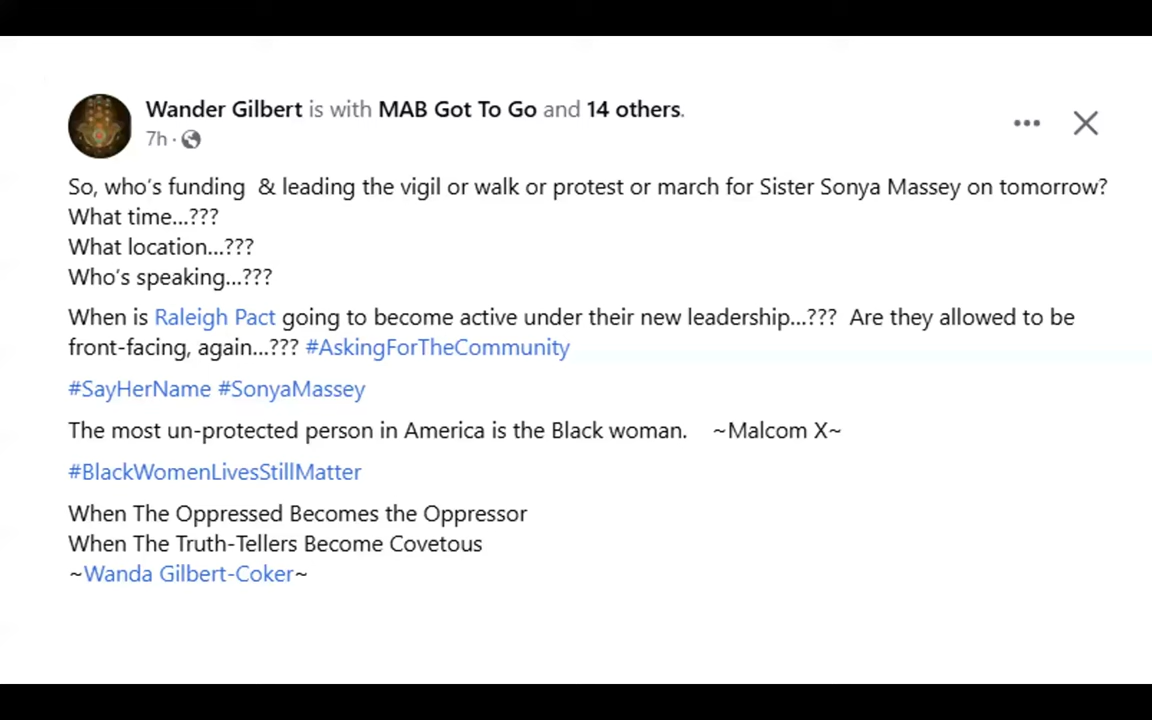 Wander Gilbert is with MAB Got To Go and 14 others.
7h ·
So, who's funding  & leading the vigil or walk or protest or march for Sister Sonya Massey on tomorrow?
What time...???
What location...???
Who's speaking...???
When is Raleigh Pact going to become active under their new leadership...???  Are they allowed to be
front-facing, again...??? #AskingForTheCommunity
#SayHerName #SonyaMassey
The most un-protected person in America is the Black woman.    ~Malcom X~
#BlackWomenLivesStillMatter
When The Oppressed Becomes the Oppressor
When The Truth-Tellers Become Covetous
~Wanda Gilbert-Coker~